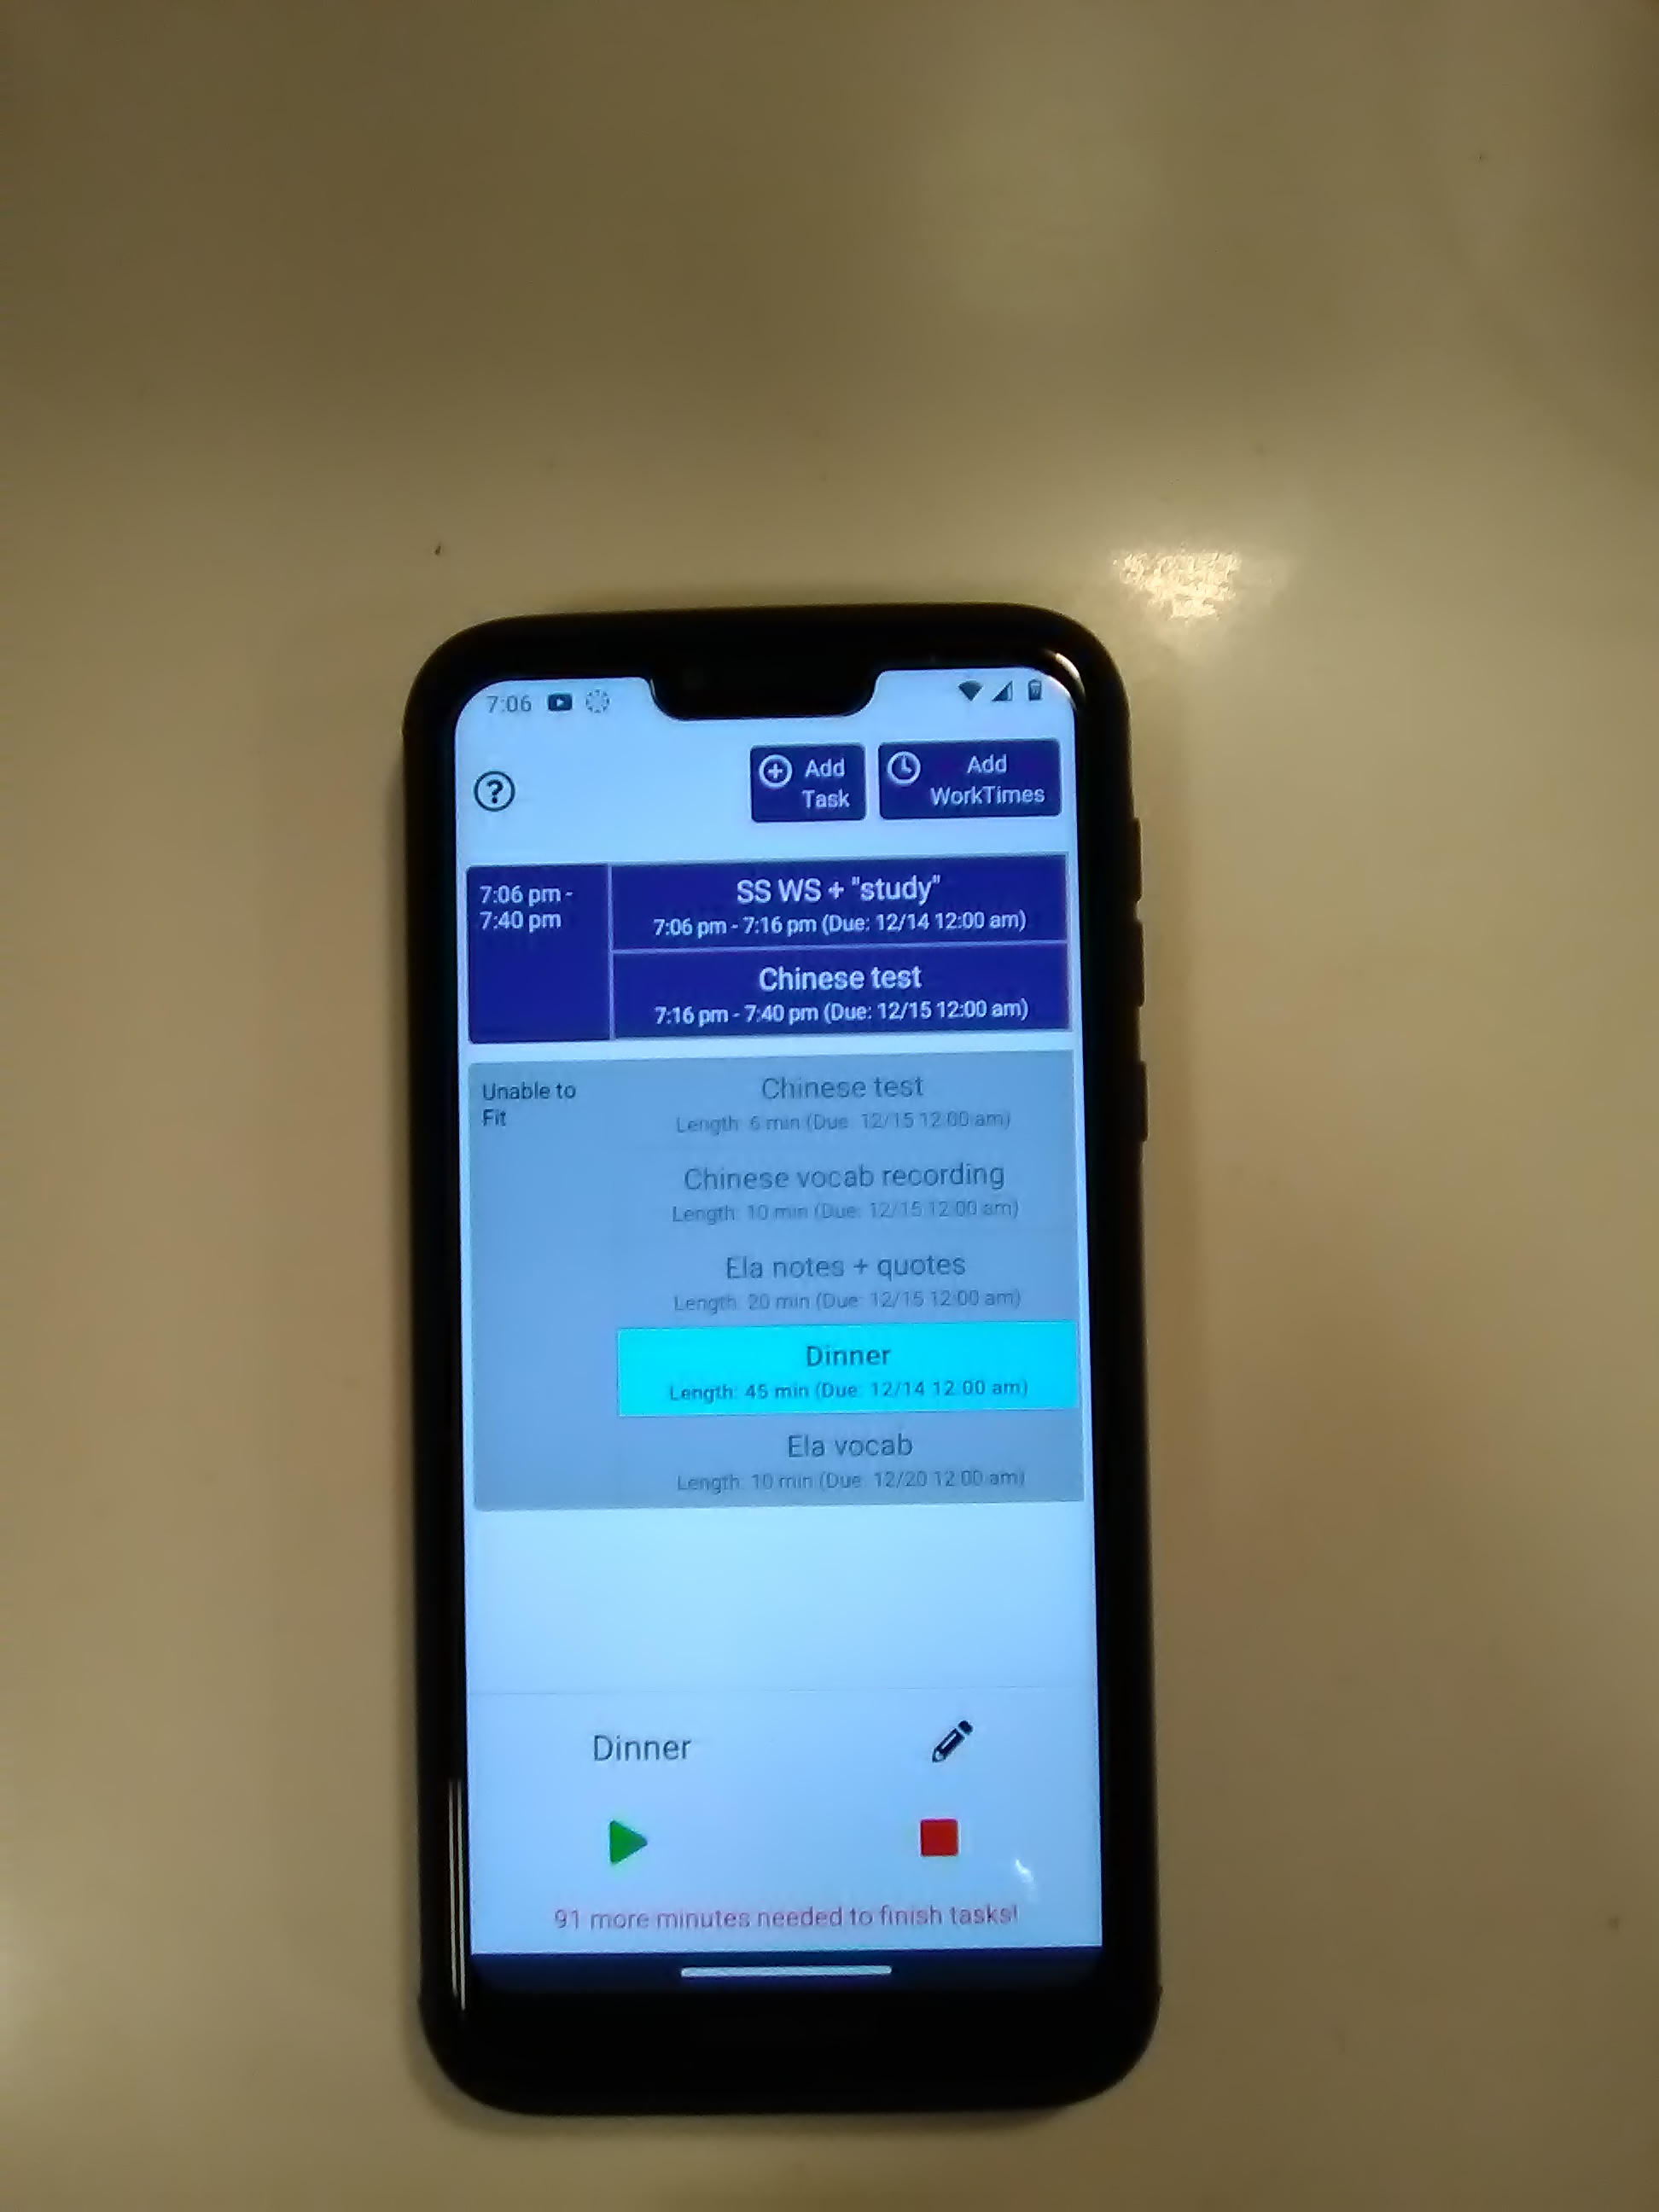 7:06
Add
Task
Add
WorkTimes
7:06 pm -
7:40 pm
SS WS + "study"
7:06 pm - 7:16 pm (Due: 12/14 12:00 am)
Chinese test
7:16 pm - 7:40 pm (Due: 12/15 12:00 am)
Unable to
Fit
Chinese test
Length: 6 min (Due: 12/15 12:00 am)
Chinese vocab recording
Length: 10 min (Due: 12/15 12:00 am)
Ela notes + quotes
Length: 20 min (Due: 12/15 12:00 am)
Dinner
Length: 45 min (Due: 12/14 12:00 am)
Ela vocab
Length: 10 min (Due: 12/20 12:00 am)
Dinner
91 more minutes needed to finish tasks!